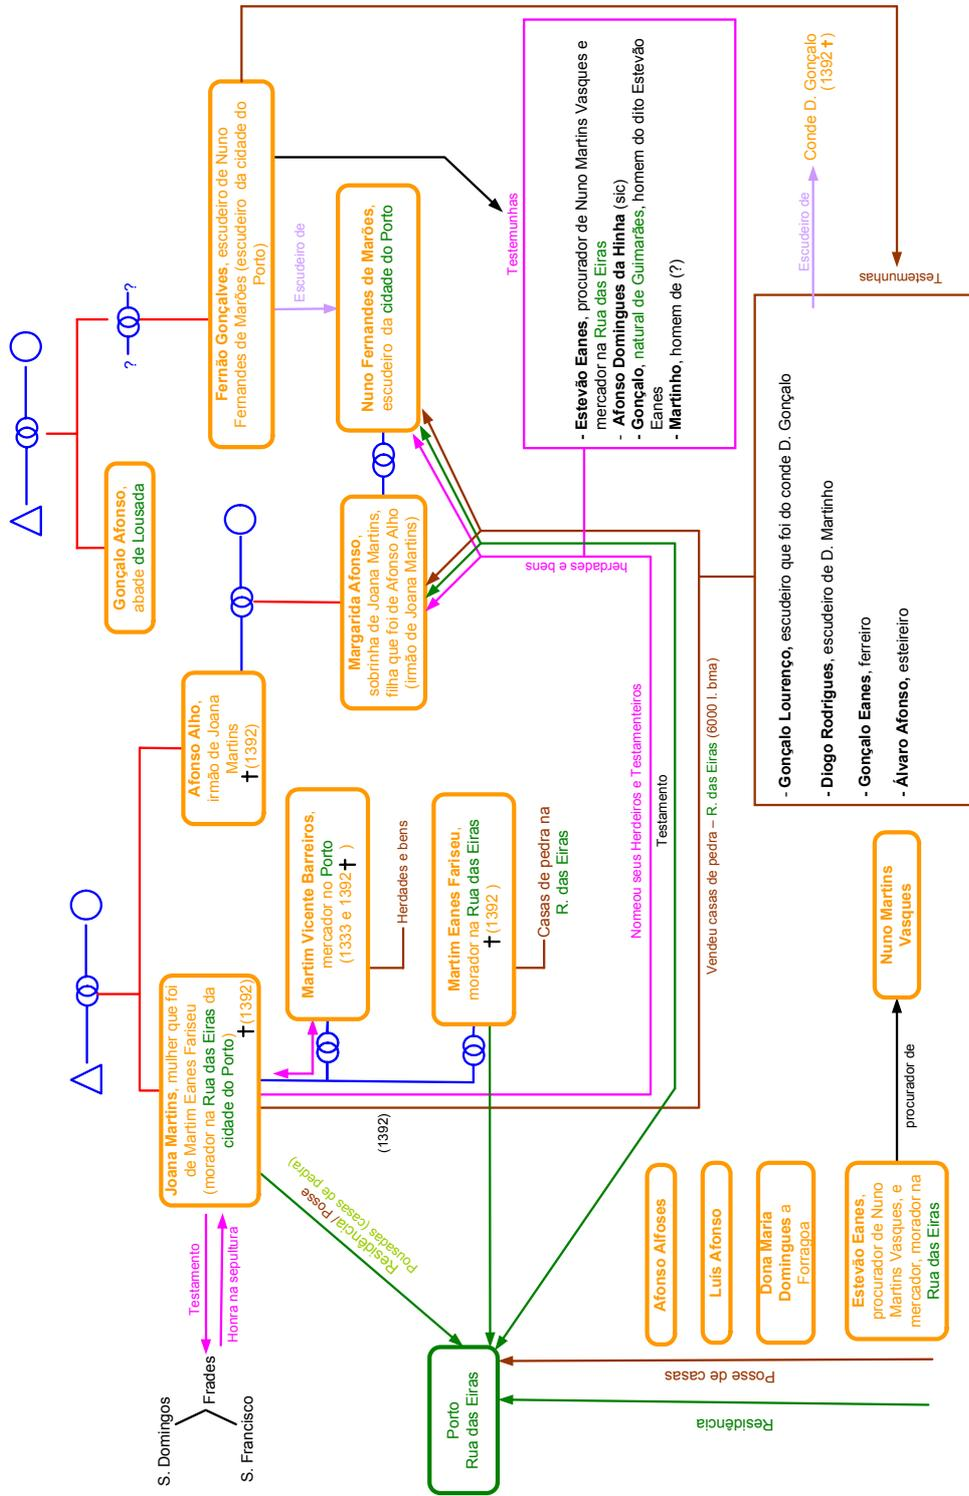 S. Domingos
Frades
S. Francisco
Testamento
Honra na sepultura
Joana Martins, mulher que foi
de Martim Eanes Fariseu
(morador na Rua das Eiras da
cidade do Porto)
✝(1392)
Afonso Alho,
irmão de Joana
Martins
✝(1392)
Gonçalo Afonso,
abade de Lousada
?
?
Fernão Gonçalves, escudeiro de Nuno
Fernandes de Marões (escudeiro da cidade do
Porto)
Escudeiro de
Martim Vicente Barreiros,
mercador no Porto
(1333 e 1392✝ )
Herdades e bens
Margarida Afonso,
sobrinha de Joana Martins,
filha que foi de Afonso Alho
(irmão de Joana Martins)
Nuno Fernandes de Marões,
escudeiro da cidade do Porto
Martim Eanes Fariseu,
morador na Rua das Eiras
✝(1392 )
Casas de pedra na
R. das Eiras
(1392)
Residência/ Posse
Pousadas (casas de pedra)
herdades e bens
Nomeou seus Herdeiros e Testamenteiros
Testamento
Vendeu casas de pedra – R. das Eiras (6000 l. bma)
Testemunhas
- Estevão Eanes, procurador de Nuno Martins Vasques e
mercador na Rua das Eiras
- Afonso Domingues da Hinha (sic)
- Gonçalo, natural de Guimarães, homem do dito Estevão
Eanes
- Martinho, homem de (?)
Porto
Rua das Eiras
Afonso Alfoses
Luís Afonso
Dona Maria
Domingues a
Forragoa
Estevão Eanes,
procurador de Nuno
Martins Vasques, e
mercador, morador na
Rua das Eiras
procurador de
Nuno Martins
Vasques
Posse de casas
Residência
- Gonçalo Lourenço, escudeiro que foi do conde D. Gonçalo
- Diogo Rodrigues, escudeiro de D. Martinho
- Gonçalo Eanes, ferreiro
- Álvaro Afonso, esteireiro
Escudeiro de
Conde D. Gonçalo
(1392✝)
Testemunhas